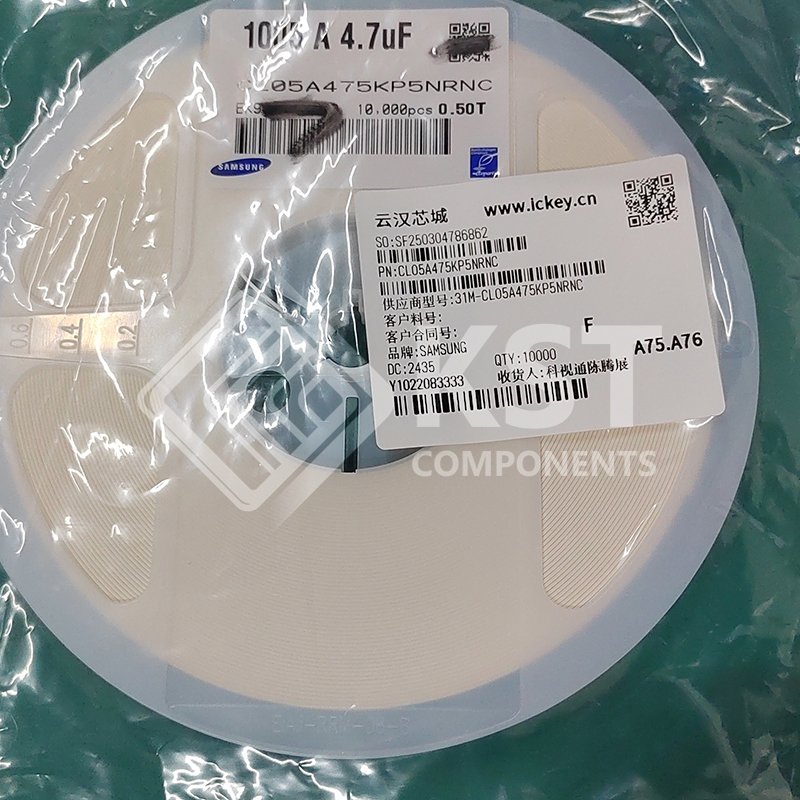 1005 A 4.7uF
CL05A475KP5NRNC
10,000pcs 0.50T
SAMSUNG
云汉芯城 www.ickey.cn
SO:SF250304786862
PN:CL05A475KP5NRNC
供应商型号:31M-CL05A475KP5NRNC
客户料号:
客户合同号: F
品牌:SAMSUNG QTY:10000 A75.A76
DC:2435 收货人:科视通陈腾展
Y1022083333
0.6 0.4 0.2
KST
COMPONENTS